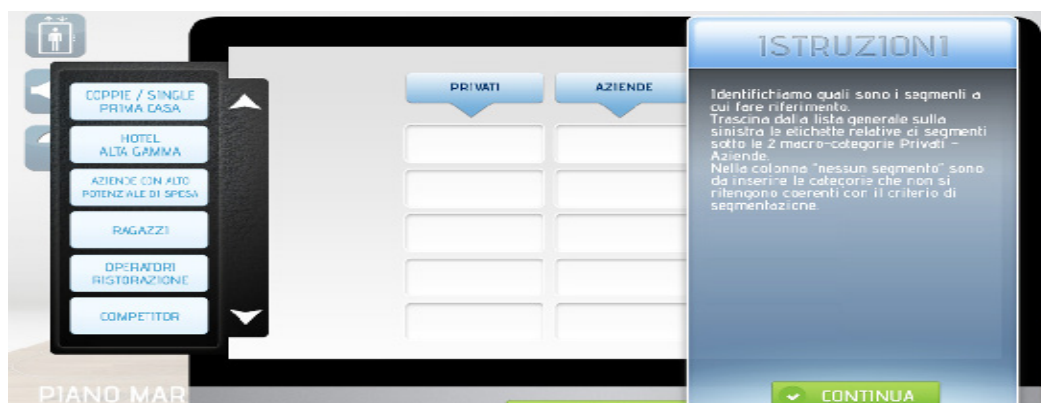 COPPIE / SINGLE
PRIMA CASA
HOTEL
ALTA GAMMA
AZIENDE CON ALTO
POTENZIALE DI SPESA
RAGAZZI
OPERATORI
RISTORAZIONE
COMPETITOR
PRIVATI
AZIENDE
ISTRUZIONI
Identifichiamo quali sono i segmenti a
cui fare riferimento.
Trascina dalla lista generale sulla
sinistra le etichette relative ai segmenti
sotto le 2 macro-categorie Privati -
Aziende.
Nella colonna "nessun segmento" sono
da inserire le categorie che non si
ritengono coerenti con il criterio di
segmentazione.
PIANO MAR
CONTINUA